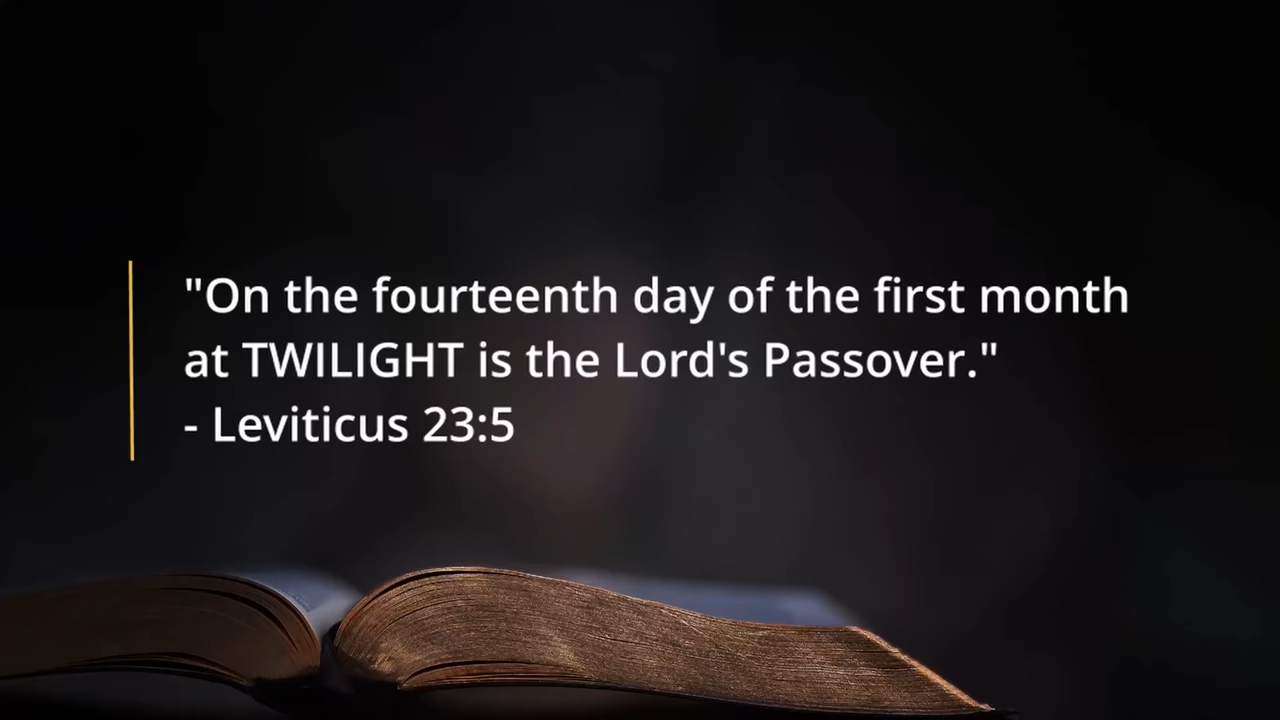 "On the fourteenth day of the first month
at TWILIGHT is the Lord's Passover."
- Leviticus 23:5